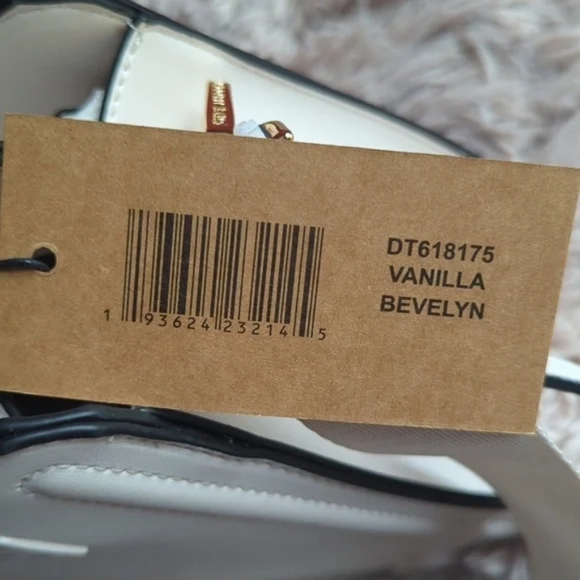 DT618175
VANILLA
BEVELYN
1 93624 23214 5